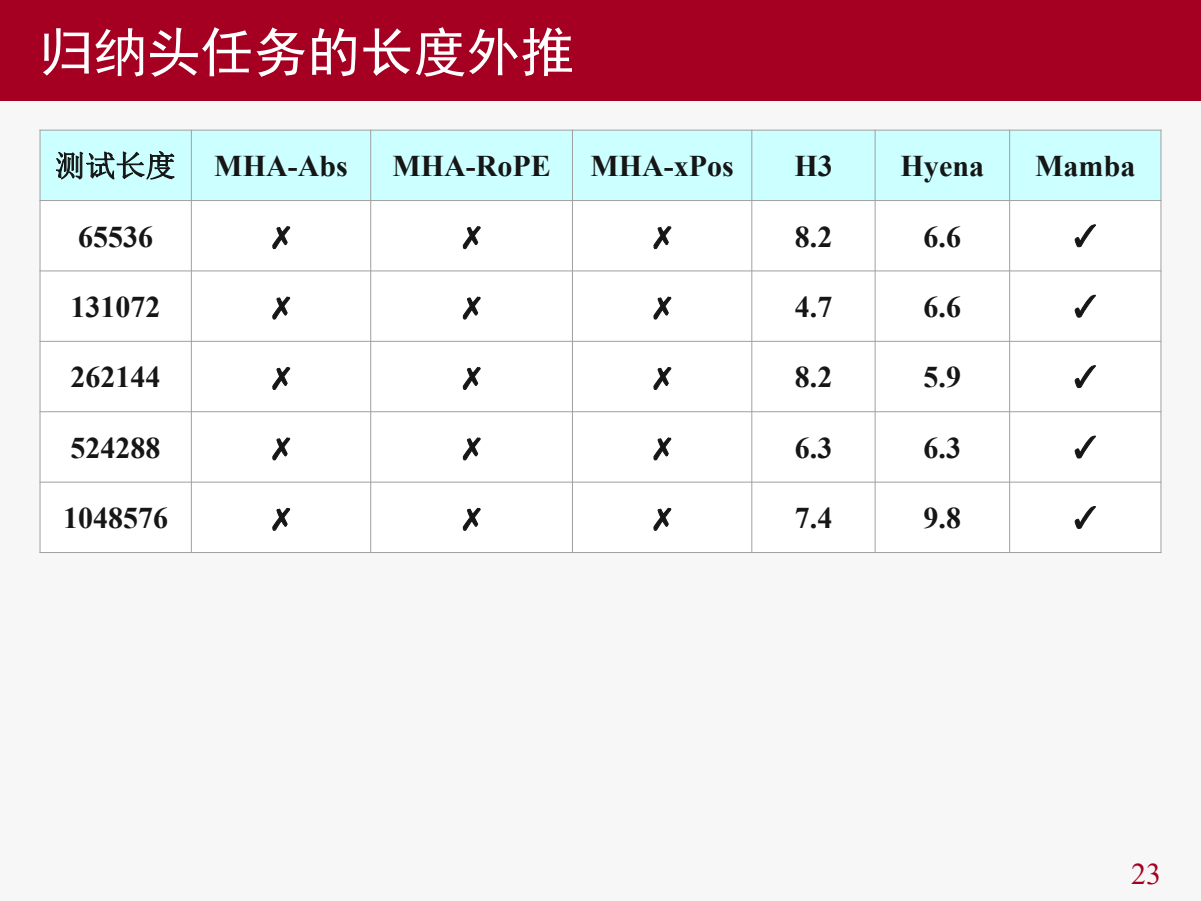 归纳头任务的长度外推
测试长度 MHA-Abs MHA-RoPE MHA-xPos H3 Hyena Mamba
65536 ✗ ✗ ✗ 8.2 6.6 ✓
131072 ✗ ✗ ✗ 4.7 6.6 ✓
262144 ✗ ✗ ✗ 8.2 5.9 ✓
524288 ✗ ✗ ✗ 6.3 6.3 ✓
1048576 ✗ ✗ ✗ 7.4 9.8 ✓
23